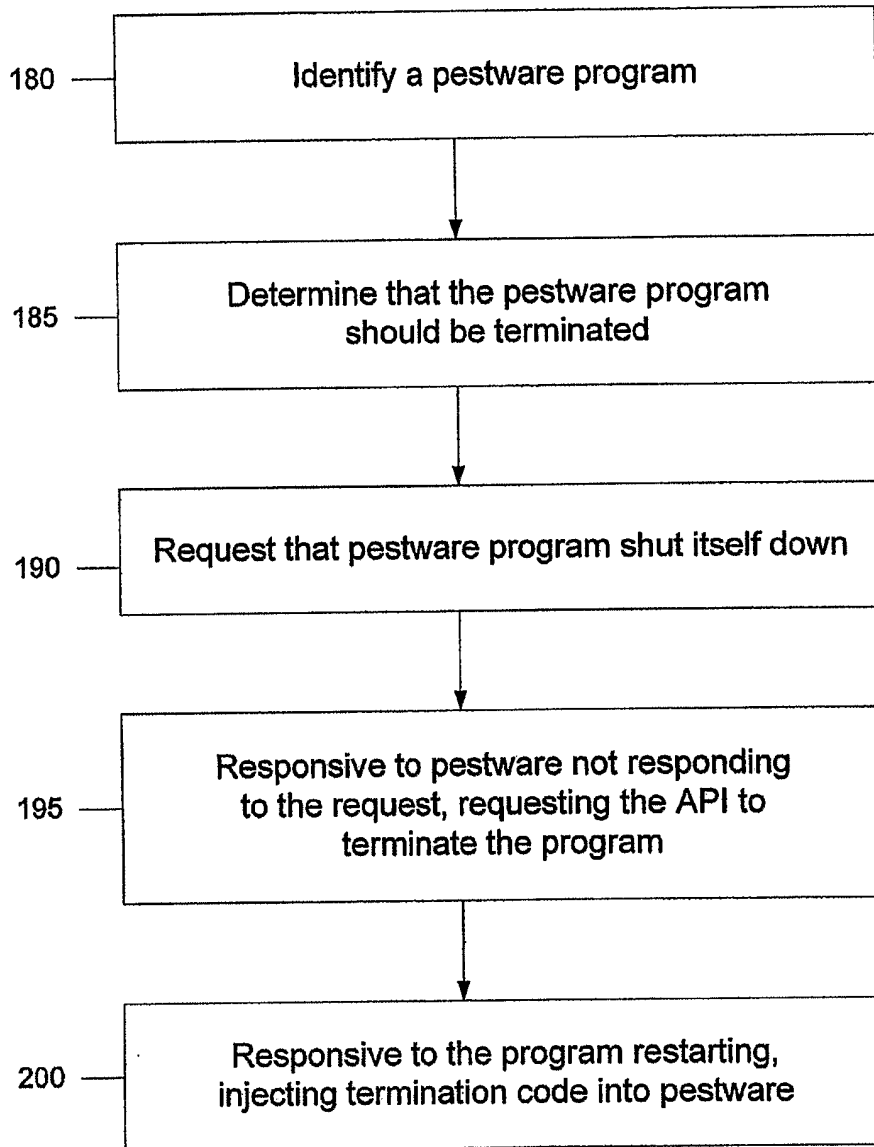 180
Identify a pestware program
185
Determine that the pestware program
should be terminated
190
Request that pestware program shut itself down
195
Responsive to pestware not responding
to the request, requesting the API to
terminate the program
200
Responsive to the program restarting,
injecting termination code into pestware